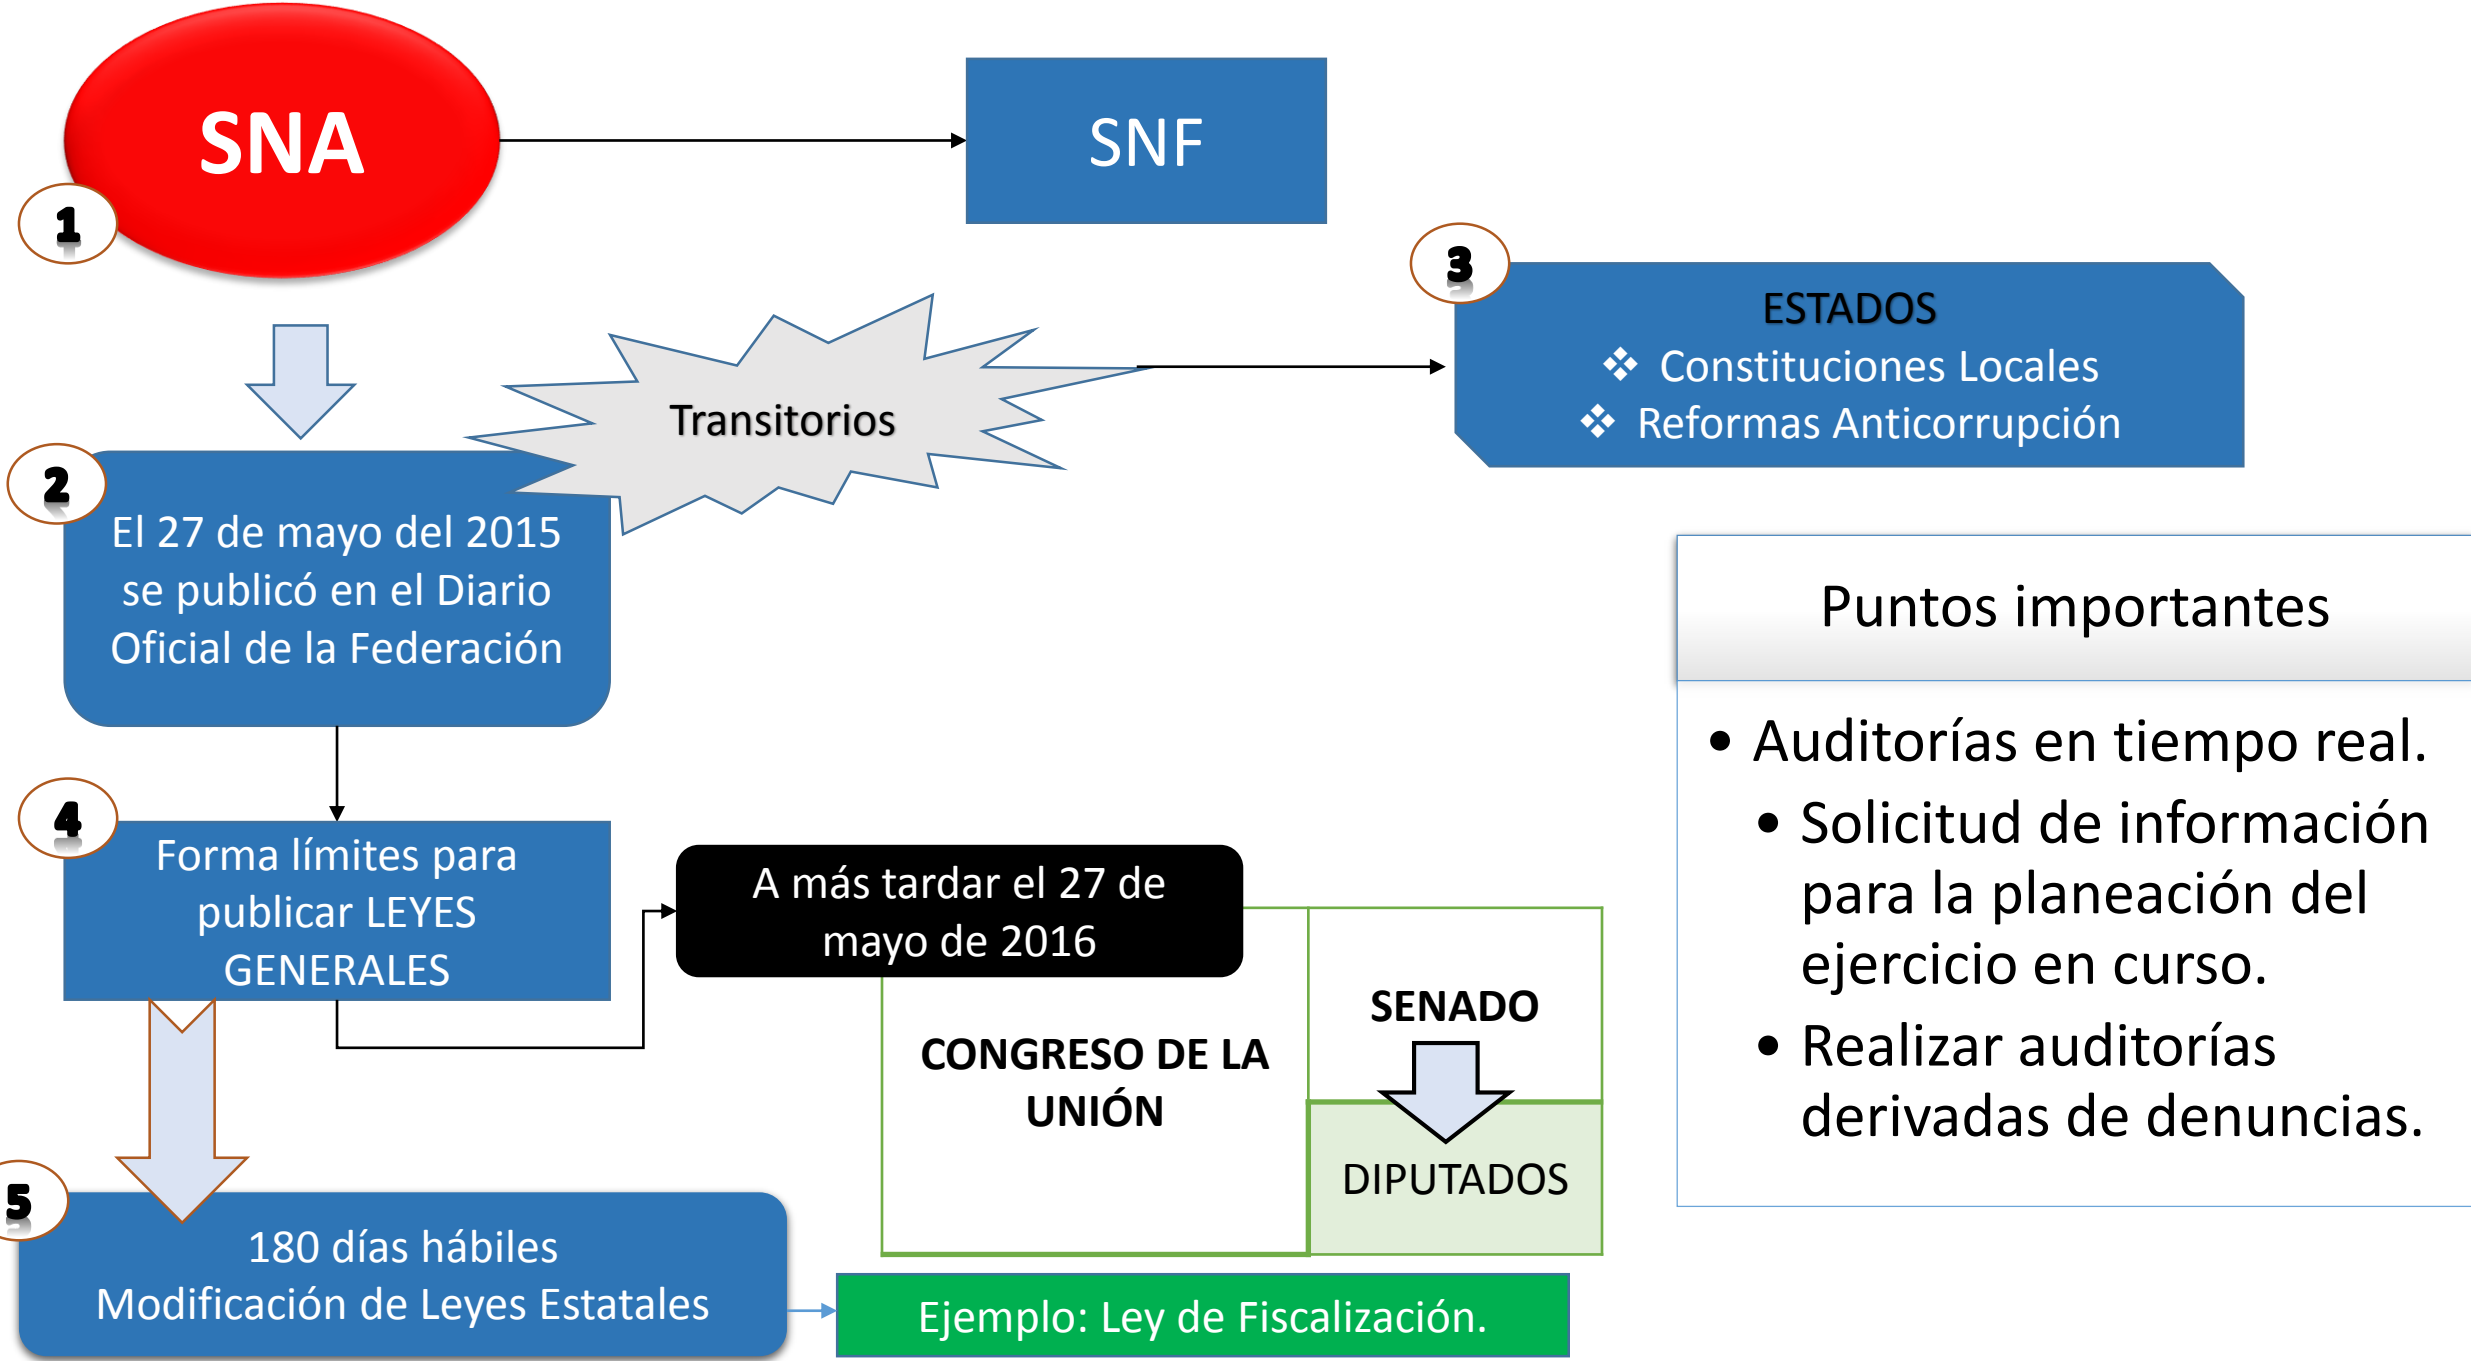 SNA
SNF
1
3
ESTADOS
❖ Constituciones Locales
❖ Reformas Anticorrupción
Transitorios
2
El 27 de mayo del 2015
se publicó en el Diario
Oficial de la Federación
Puntos importantes
• Auditorías en tiempo real.
• Solicitud de información
para la planeación del
ejercicio en curso.
• Realizar auditorías
derivadas de denuncias.
4
Forma límites para
publicar LEYES
GENERALES
A más tardar el 27 de
mayo de 2016
CONGRESO DE LA
UNIÓN
SENADO
DIPUTADOS
5
180 días hábiles
Modificación de Leyes Estatales
Ejemplo: Ley de Fiscalización.